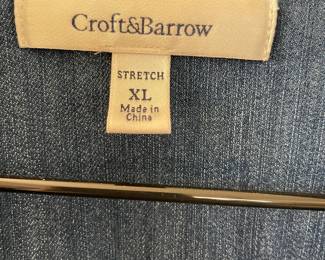 Croft&Barrow
STRETCH
XL
Made in
China